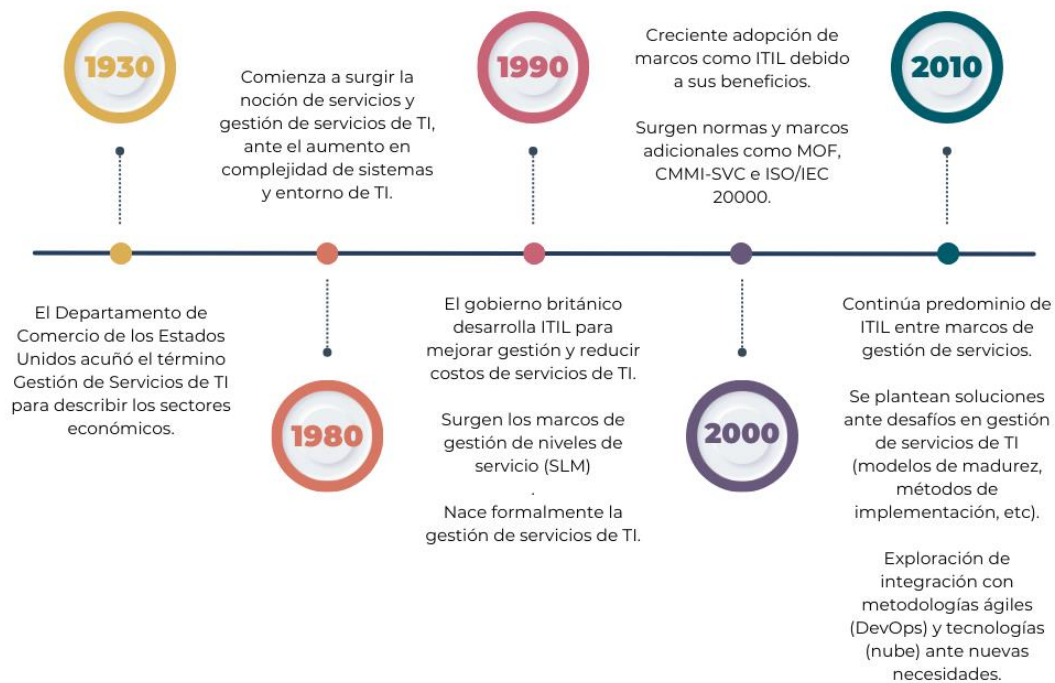 1930
El Departamento de
Comercio de los Estados
Unidos acuñó el término
Gestión de Servicios de TI
para describir los sectores
económicos.
Comienza a surgir la
noción de servicios y
gestión de servicios de TI,
ante el aumento en
complejidad de sistemas
y entorno de TI.
1980
1990
El gobierno británico
desarrolla ITIL para
mejorar gestión y reducir
costos de servicios de TI.
Surgen los marcos de
gestión de niveles de
servicio (SLM)
.
Nace formalmente la
gestión de servicios de TI.
Creciente adopción de
marcos como ITIL debido
a sus beneficios.
Surgen normas y marcos
adicionales como MOF,
CMMI-SVC e ISO/IEC
20000.
2000
2010
Continúa predominio de
ITIL entre marcos de
gestión de servicios.
Se plantean soluciones
ante desafíos en gestión
de servicios de TI
(modelos de madurez,
métodos de
implementación, etc).
Exploración de
integración con
metodologías ágiles
(DevOps) y tecnologías
(nube) ante nuevas
necesidades.